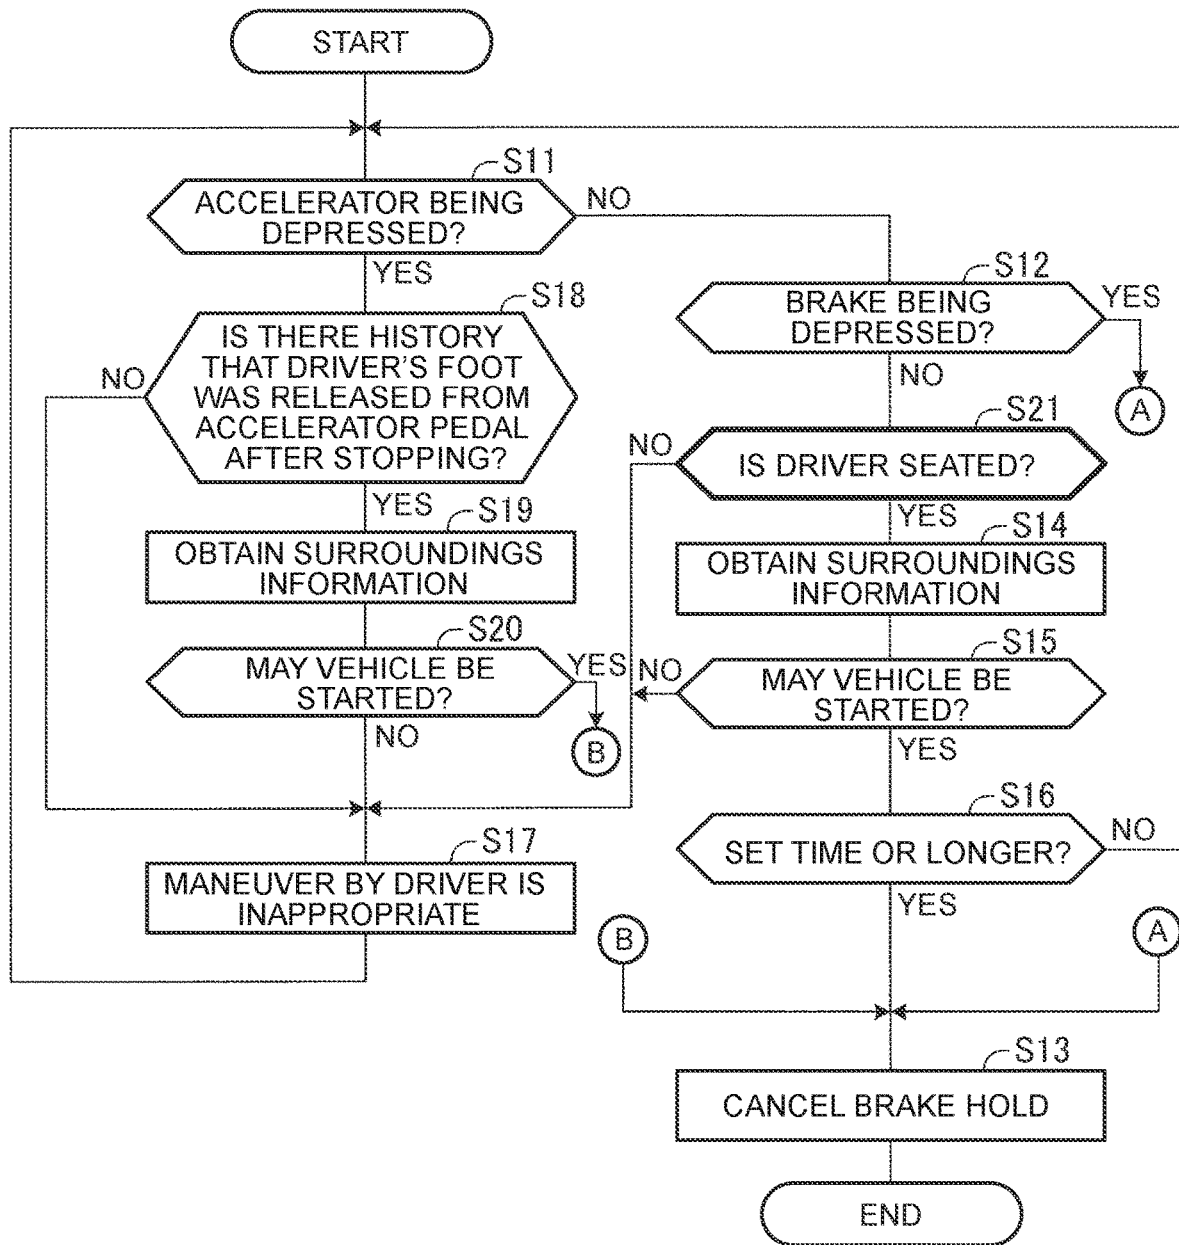 START
S11
ACCELERATOR BEING
DEPRESSED?
NO
YES
S12
BRAKE BEING
DEPRESSED?
YES
NO
A
S18
IS THERE HISTORY
THAT DRIVER'S FOOT
WAS RELEASED FROM
ACCELERATOR PEDAL
AFTER STOPPING?
NO
YES
S21
IS DRIVER SEATED?
NO
YES
S19
OBTAIN SURROUNDINGS
INFORMATION
S14
OBTAIN SURROUNDINGS
INFORMATION
S20
MAY VEHICLE BE
STARTED?
YES
NO
B
S15
MAY VEHICLE BE
STARTED?
NO
YES
S16
SET TIME OR LONGER?
NO
YES
S17
MANEUVER BY DRIVER IS
INAPPROPRIATE
B
A
S13
CANCEL BRAKE HOLD
END